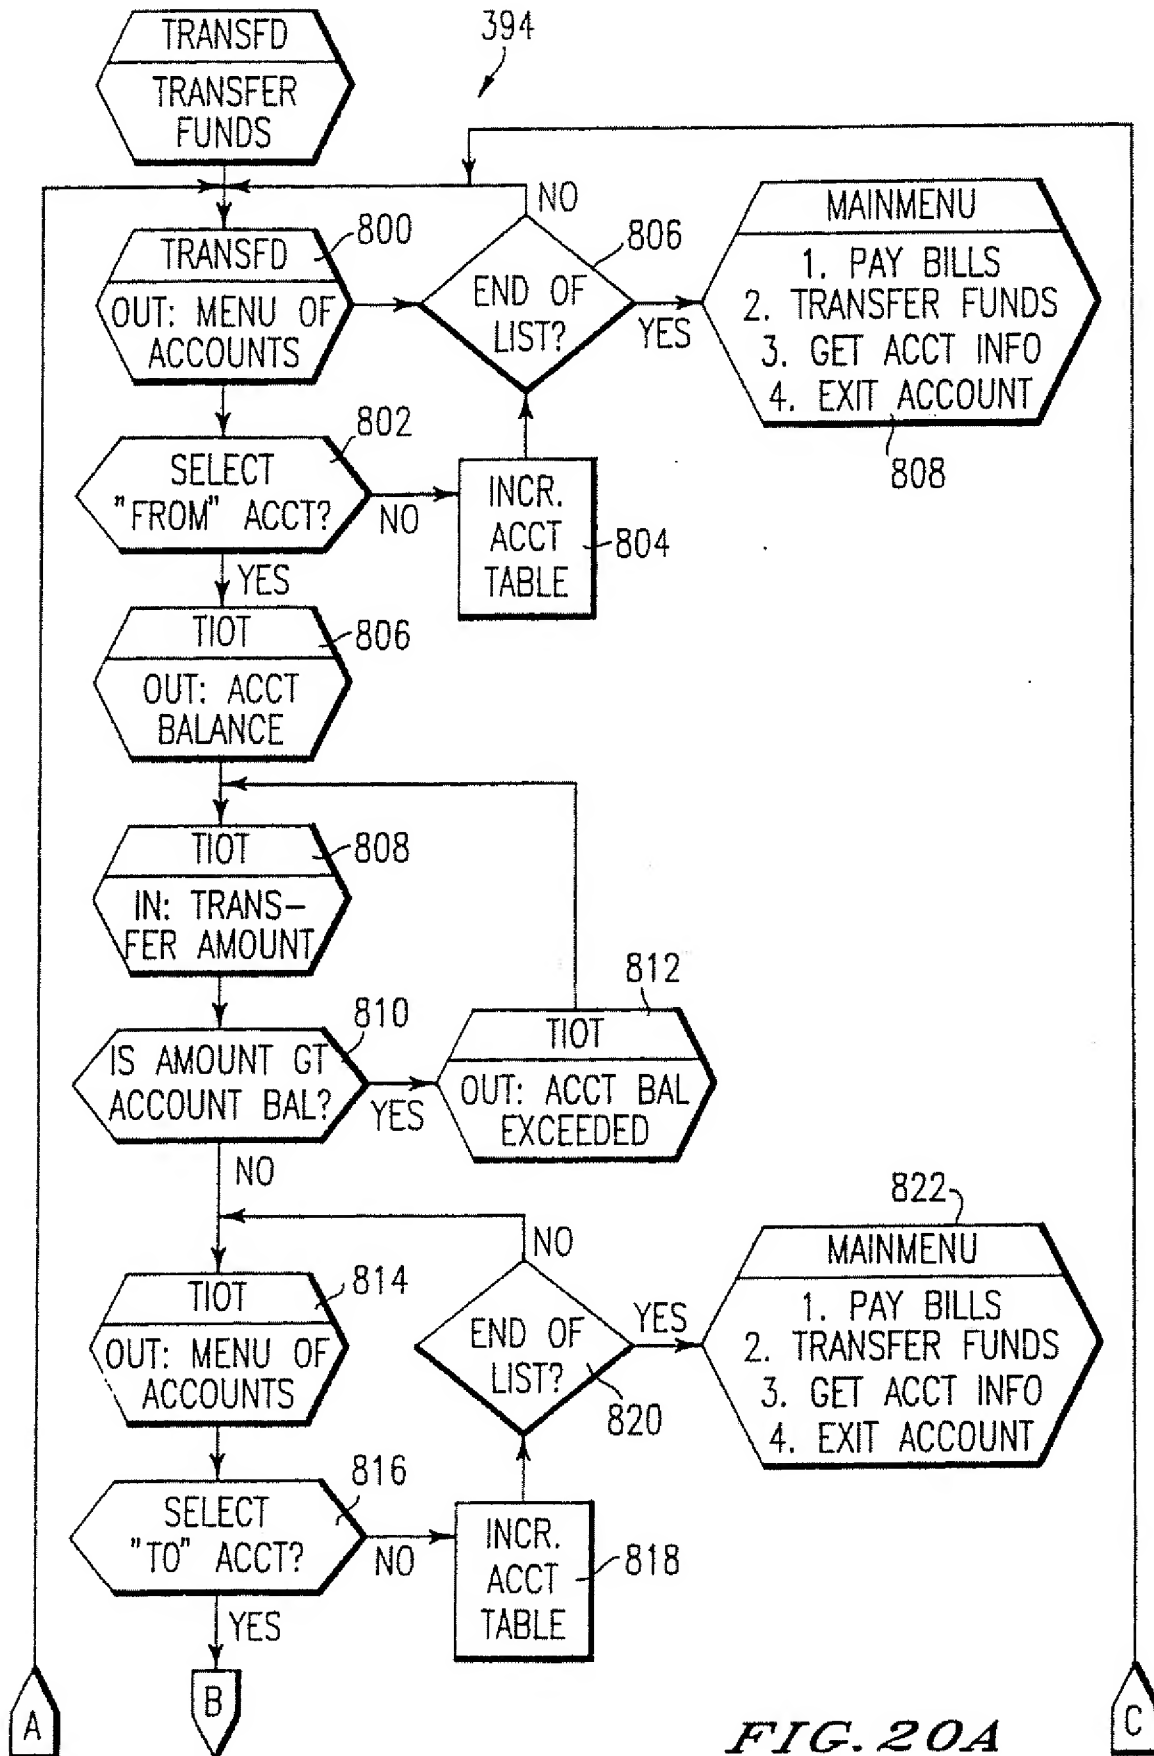 TRANSFD
TRANSFER
FUNDS
394
TRANSFD
800
OUT: MENU OF
ACCOUNTS
NO
END OF
LIST?
806
YES
MAINMENU
1. PAY BILLS
2. TRANSFER FUNDS
3. GET ACCT INFO
4. EXIT ACCOUNT
808
SELECT
"FROM" ACCT?
802
NO
YES
INCR.
ACCT
TABLE
804
TIOT
806
OUT: ACCT
BALANCE
TIOT
808
IN: TRANS-
FER AMOUNT
IS AMOUNT GT
ACCOUNT BAL?
810
YES
NO
812
TIOT
OUT: ACCT BAL
EXCEEDED
TIOT
814
OUT: MENU OF
ACCOUNTS
NO
END OF
LIST?
820
YES
822
MAINMENU
1. PAY BILLS
2. TRANSFER FUNDS
3. GET ACCT INFO
4. EXIT ACCOUNT
SELECT
"TO" ACCT?
816
NO
YES
INCR.
ACCT
TABLE
818
A
B
C
FIG. 20A